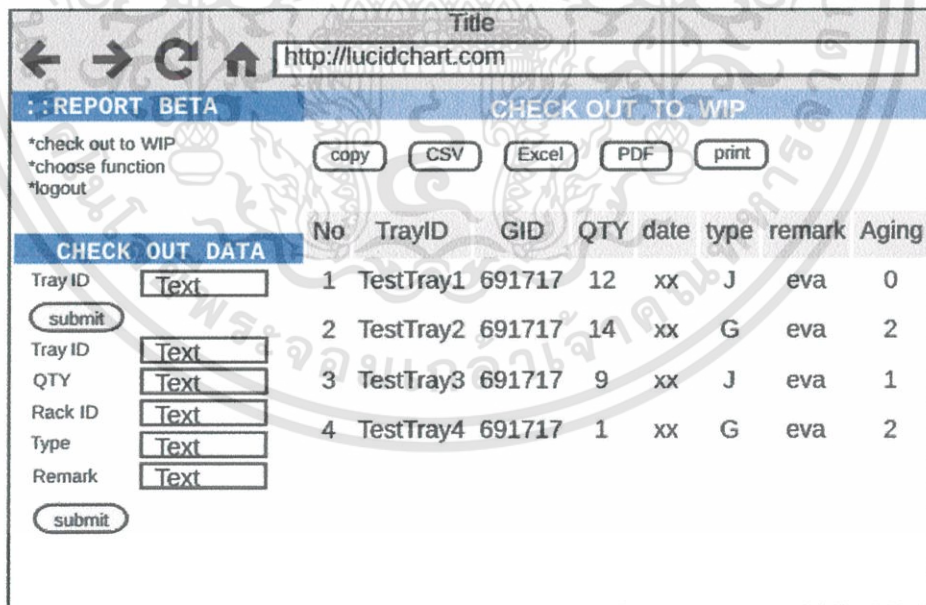 Title
http://lucidchart.com
::REPORT BETA
CHECK OUT TO WIP
*check out to WIP
*choose function
*logout
copy CSV Excel PDF print
CHECK OUT DATA
Tray ID Text
submit
Tray ID Text
QTY Text
Rack ID Text
Type Text
Remark Text
submit
No TrayID GID QTY date type remark Aging
1 TestTray1 691717 12 xx J eva 0
2 TestTray2 691717 14 xx G eva 2
3 TestTray3 691717 9 xx J eva 1
4 TestTray4 691717 1 xx G eva 2